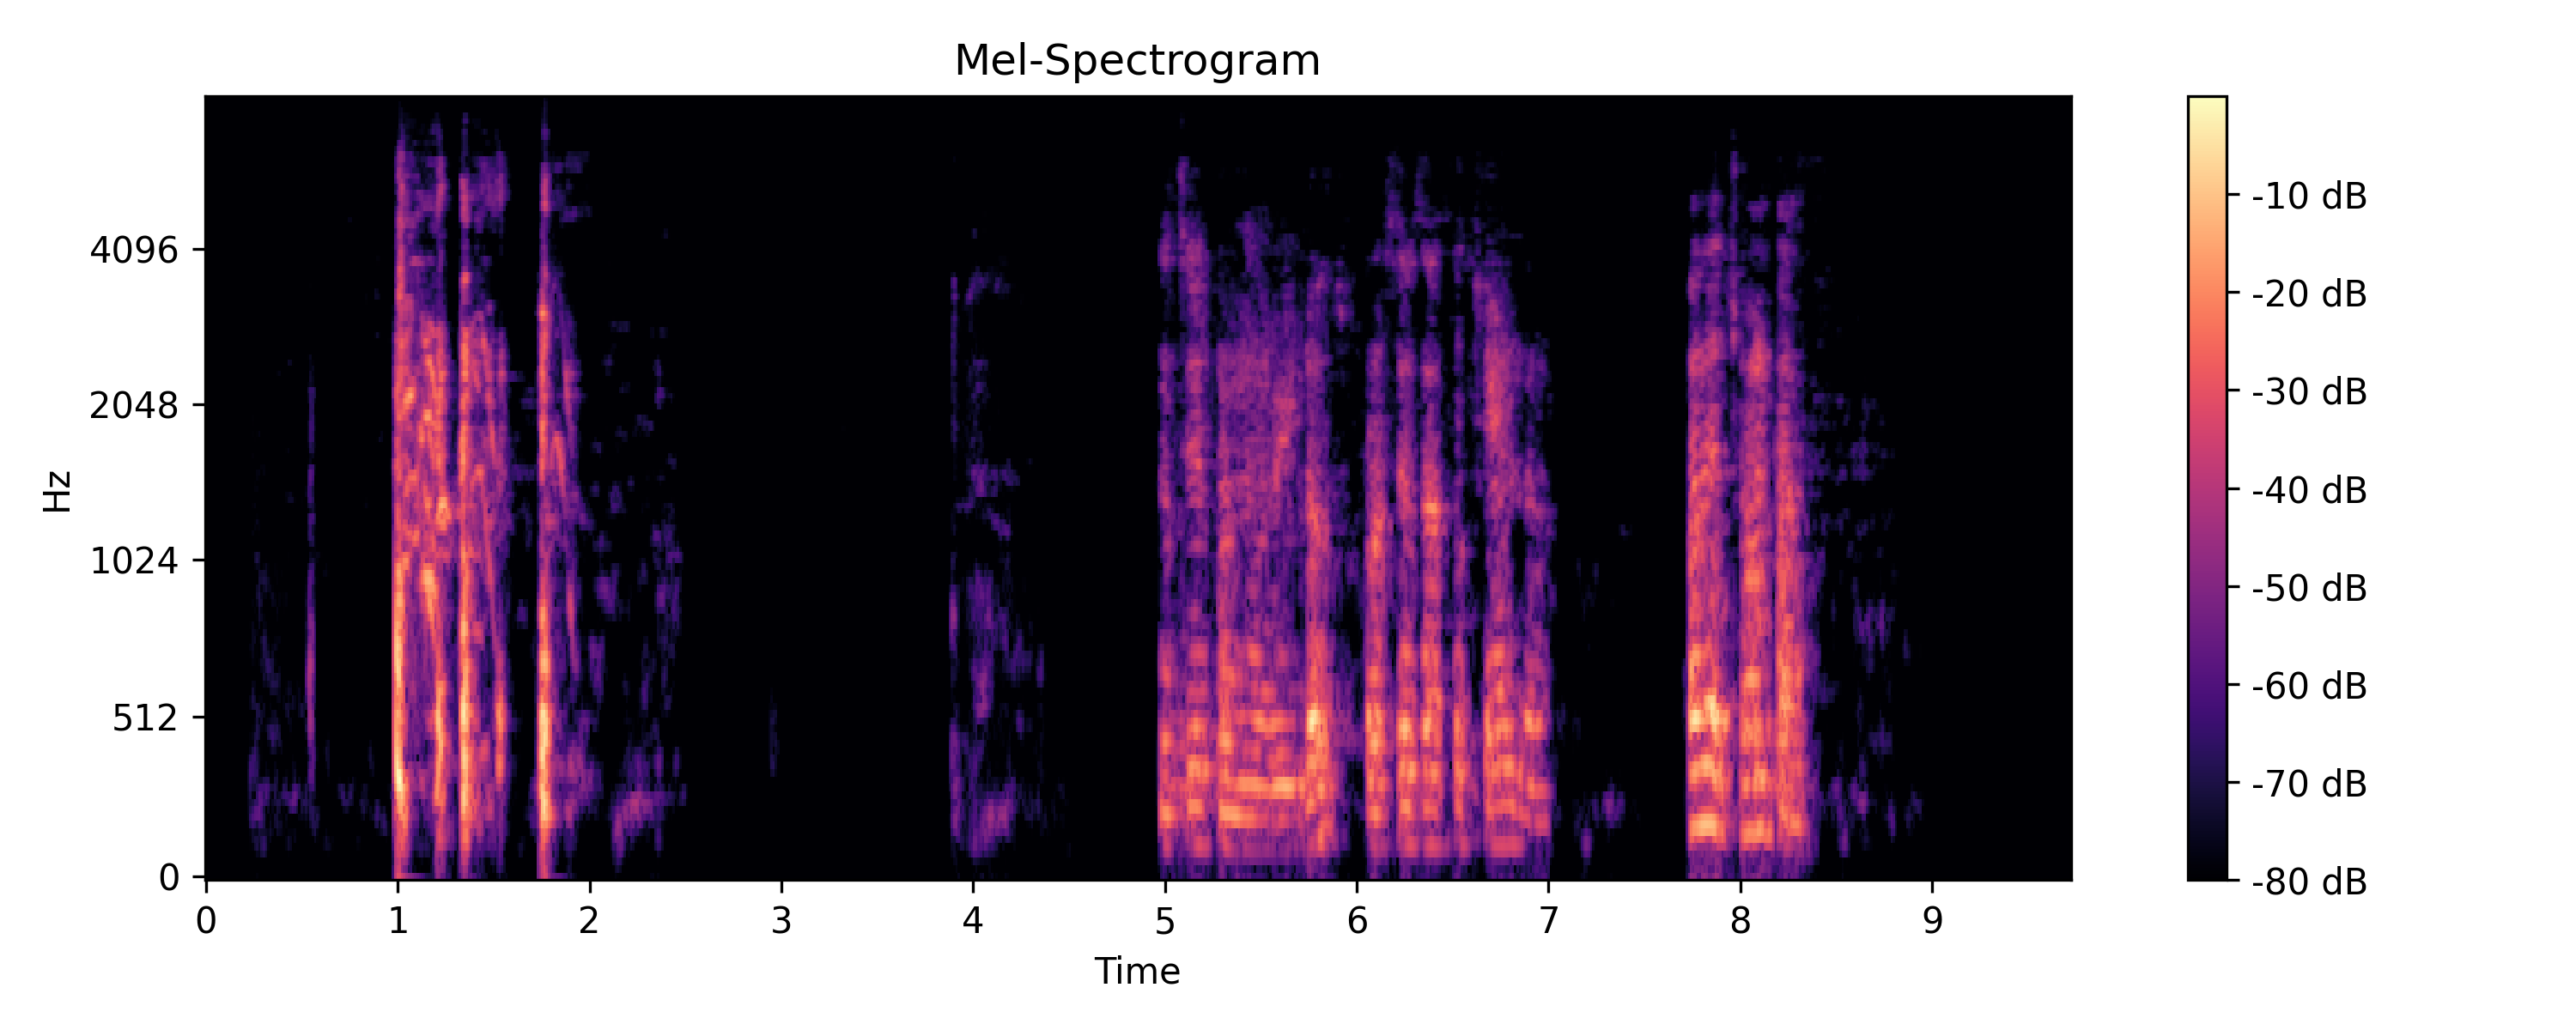 Mel-Spectrogram
Hz
4096
2048
1024
512
0
0 1 2 3 4 5 6 7 8 9
Time
-10 dB
-20 dB
-30 dB
-40 dB
-50 dB
-60 dB
-70 dB
-80 dB